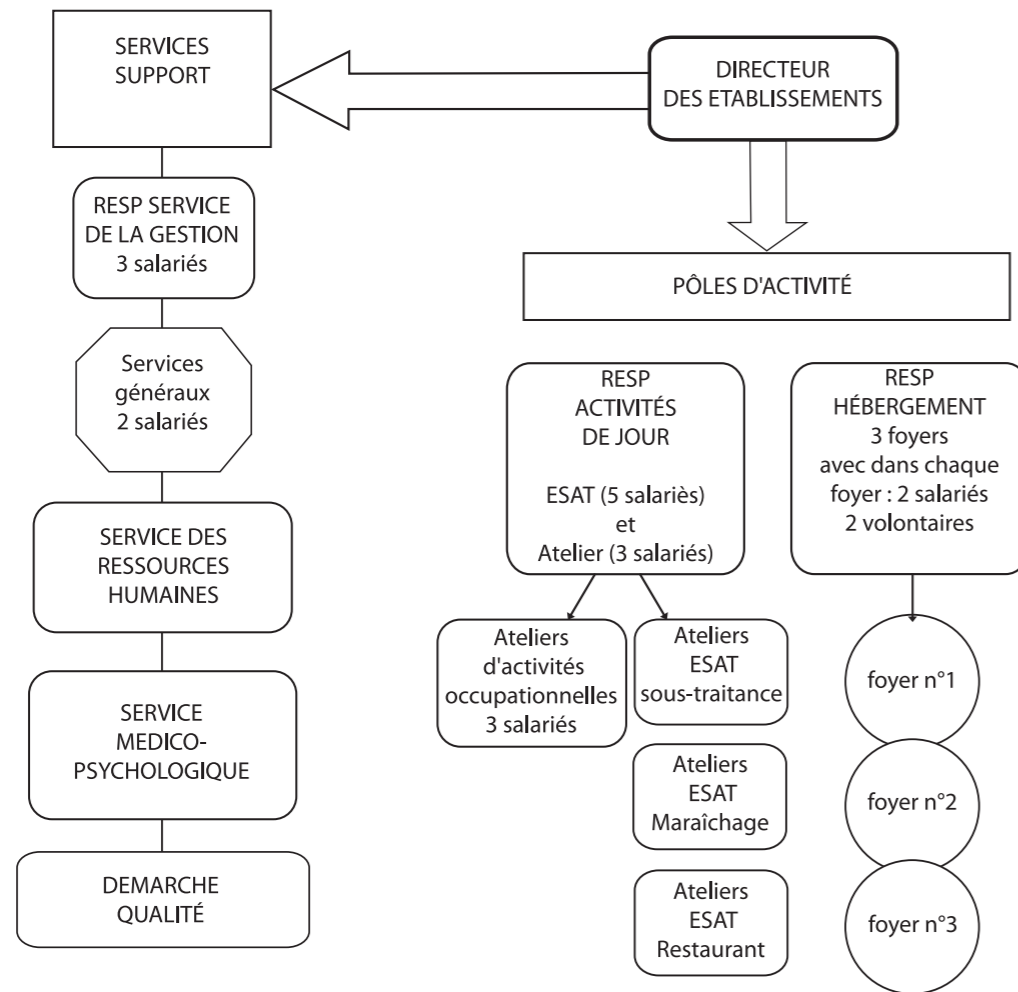 SERVICES
SUPPORT
DIRECTEUR
DES ETABLISSEMENTS
RESP SERVICE
DE LA GESTION
3 salariés
Services
généraux
2 salariés
SERVICE DES
RESSOURCES
HUMAINES
SERVICE
MEDICO-
PSYCHOLOGIQUE
DEMARCHE
QUALITÉ
PÔLES D'ACTIVITÉ
RESP
ACTIVITÉS
DE JOUR
ESAT (5 salariès)
et
Atelier (3 salariés)
RESP
HÉBERGEMENT
3 foyers
avec dans chaque
foyer : 2 salariés
2 volontaires
Ateliers
d'activités
occupationnelles
3 salariés
Ateliers
ESAT
sous-traitance
Ateliers
ESAT
Maraîchage
Ateliers
ESAT
Restaurant
foyer n°1
foyer n°2
foyer n°3